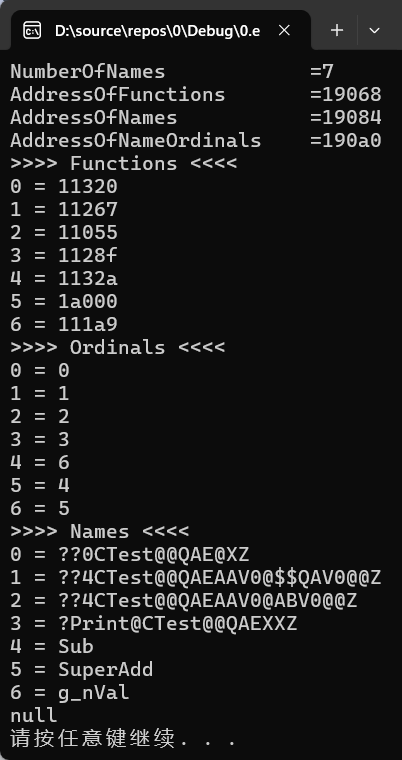 D:\source\repos\0\Debug\0.e
NumberOfNames            =7
AddressOfFunctions       =19068
AddressOfNames           =19084
AddressOfNameOrdinals    =190a0
>>>> Functions <<<<
0 = 11320
1 = 11267
2 = 11055
3 = 1128f
4 = 1132a
5 = 1a000
6 = 111a9
>>>> Ordinals <<<<
0 = 0
1 = 1
2 = 2
3 = 3
4 = 6
5 = 4
6 = 5
>>>> Names <<<<
0 = ??0CTest@@QAE@XZ
1 = ??4CTest@@QAEAAV0@$$QAV0@@Z
2 = ??4CTest@@QAEAAV0@ABV0@@Z
3 = ?Print@CTest@@QAEXXZ
4 = Sub
5 = SuperAdd
6 = g_nVal
null
请按任意键继续. . .